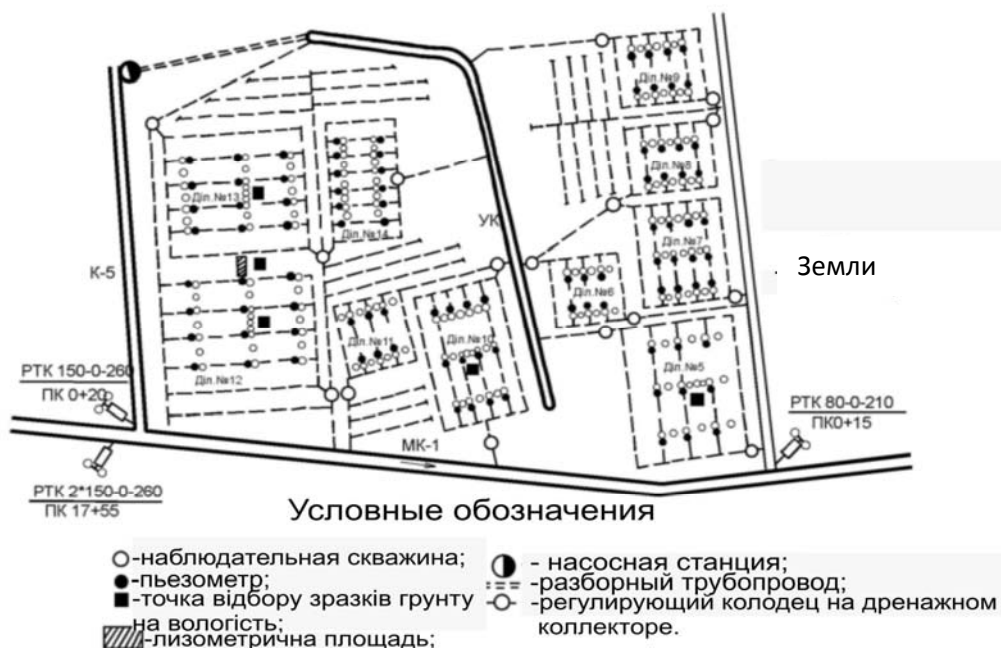 Діл.№9
Діл.№8
Діл.№13
Діл.№14
УК
Діл.№7
К-5
Земли
Діл.№6
Діл.№11
Діл.№10
Діл.№5
Діл.№12
РТК 150-0-260
ПК 0+20
РТК 80-0-210
ПК0+15
МК-1
РТК 2*150-0-260
ПК 17+55
Условные обозначения
-наблюдательная скважина;
-пьезометр;
-точка відбору зразків грунту
на вологість;
-лизометрична площадь;
- насосная станция;
-разборный трубопровод;
-регулирующий колодец на дренажном
коллекторе.